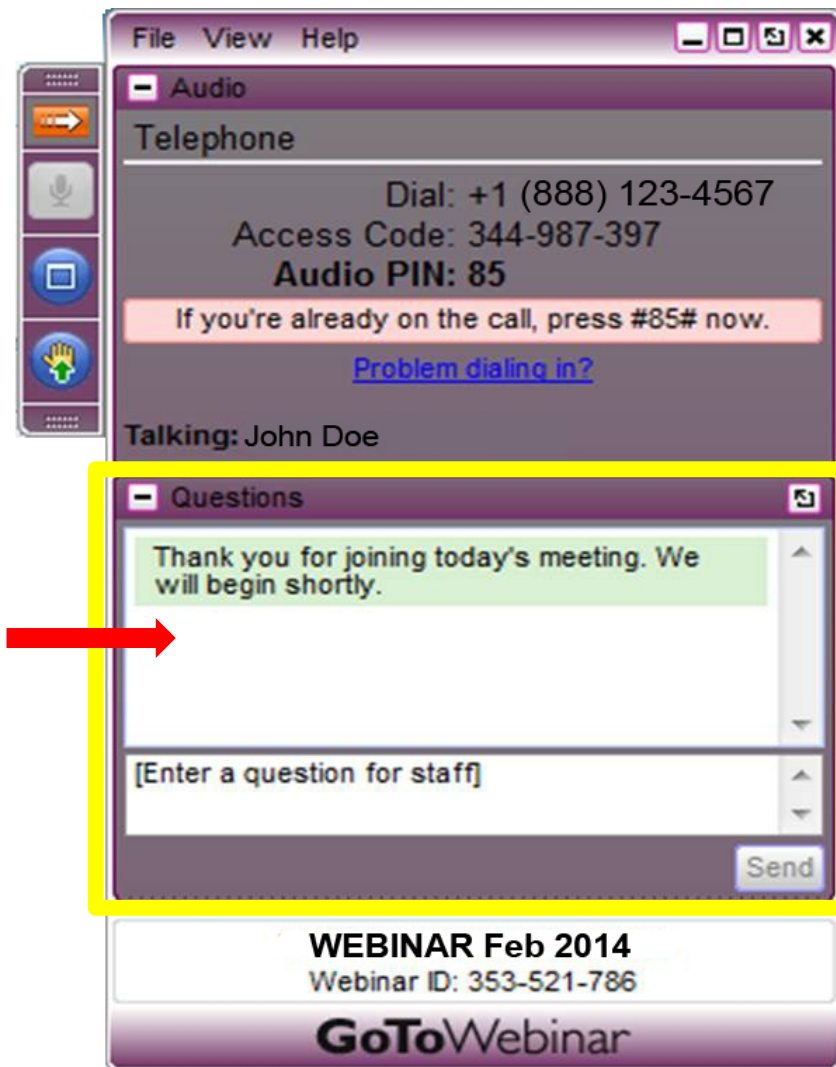 File View Help
Audio
Telephone
Dial: +1 (888) 123-4567
Access Code: 344-987-397
Audio PIN: 85
If you're already on the call, press #85# now.
Problem dialing in?
Talking: John Doe
Questions
Thank you for joining today's meeting. We
will begin shortly.
[Enter a question for staff]
Send
WEBINAR Feb 2014
Webinar ID: 353-521-786
GoToWebinar